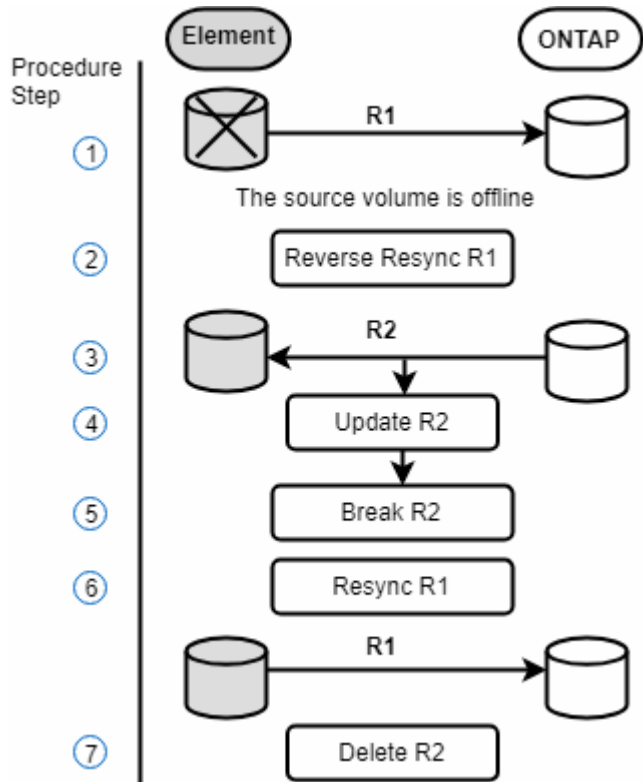 Element
ONTAP
Procedure
Step
R1
1
The source volume is offline
2
Reverse Resync R1
R2
3
4
Update R2
5
Break R2
6
Resync R1
R1
7
Delete R2